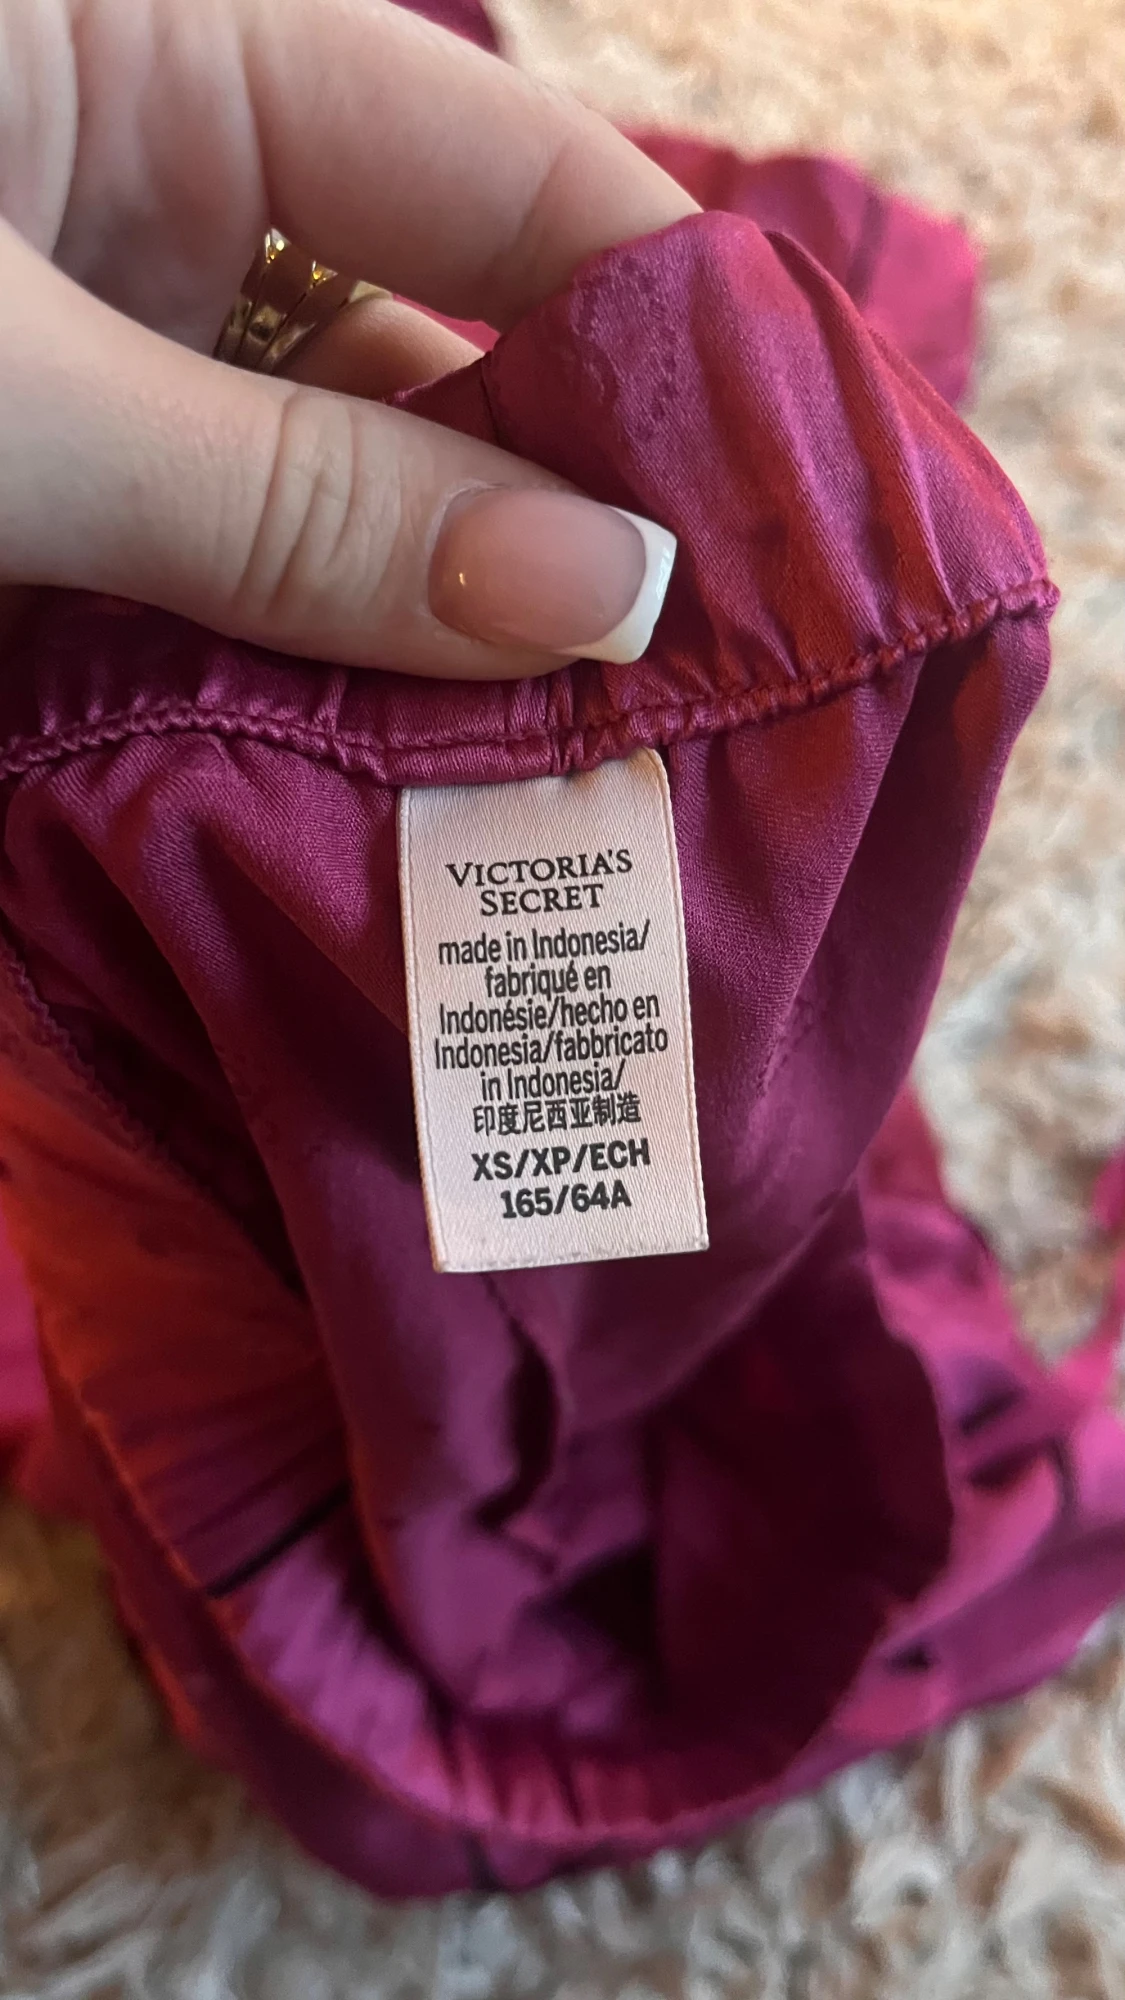 VICTORIA'S
SECRET
made in Indonesia/
fabriqué en
Indonésie/hecho en
Indonesia/fabbricato
in Indonesia/
印度尼西亚制造
XS/XP/ECH
165/64A